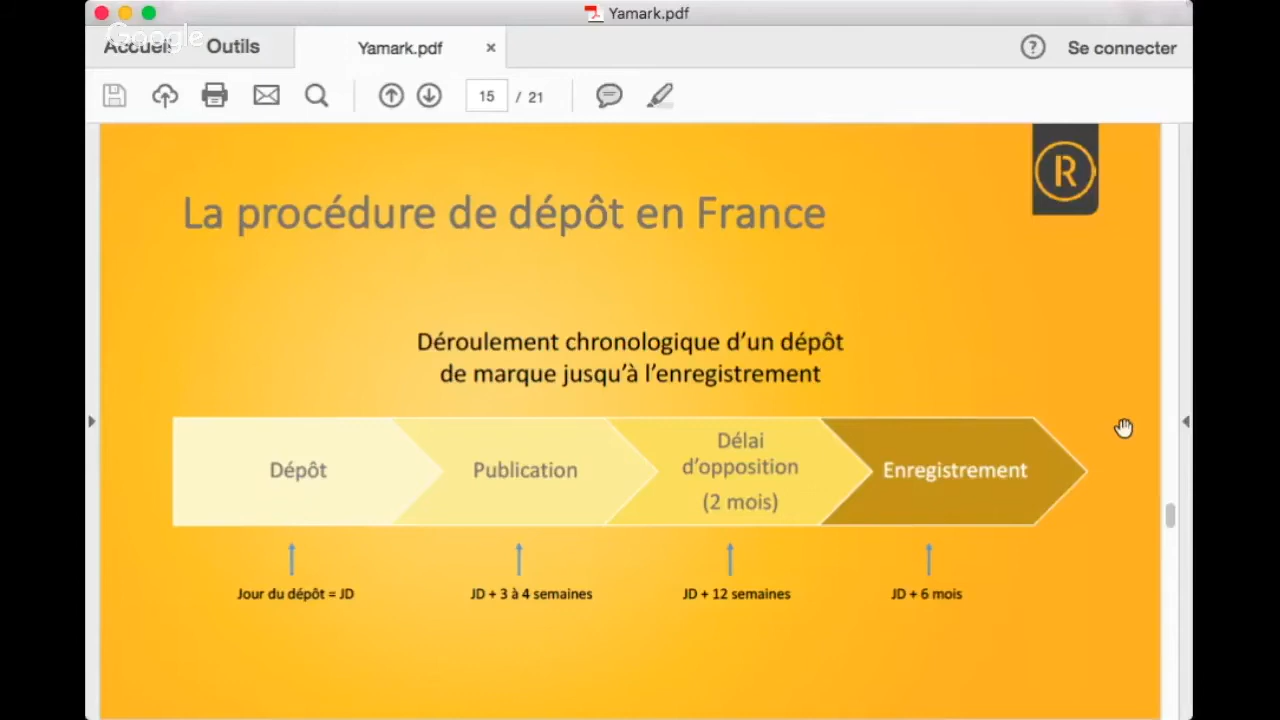 Yamark.pdf
Google
Accueil Outils Yamark.pdf × ? Se connecter
15 / 21
R
La procédure de dépôt en France
Déroulement chronologique d’un dépôt
de marque jusqu’à l’enregistrement
Dépôt
Publication
Délai
d’opposition
(2 mois)
Enregistrement
Jour du dépôt = JD
JD + 3 à 4 semaines
JD + 12 semaines
JD + 6 mois